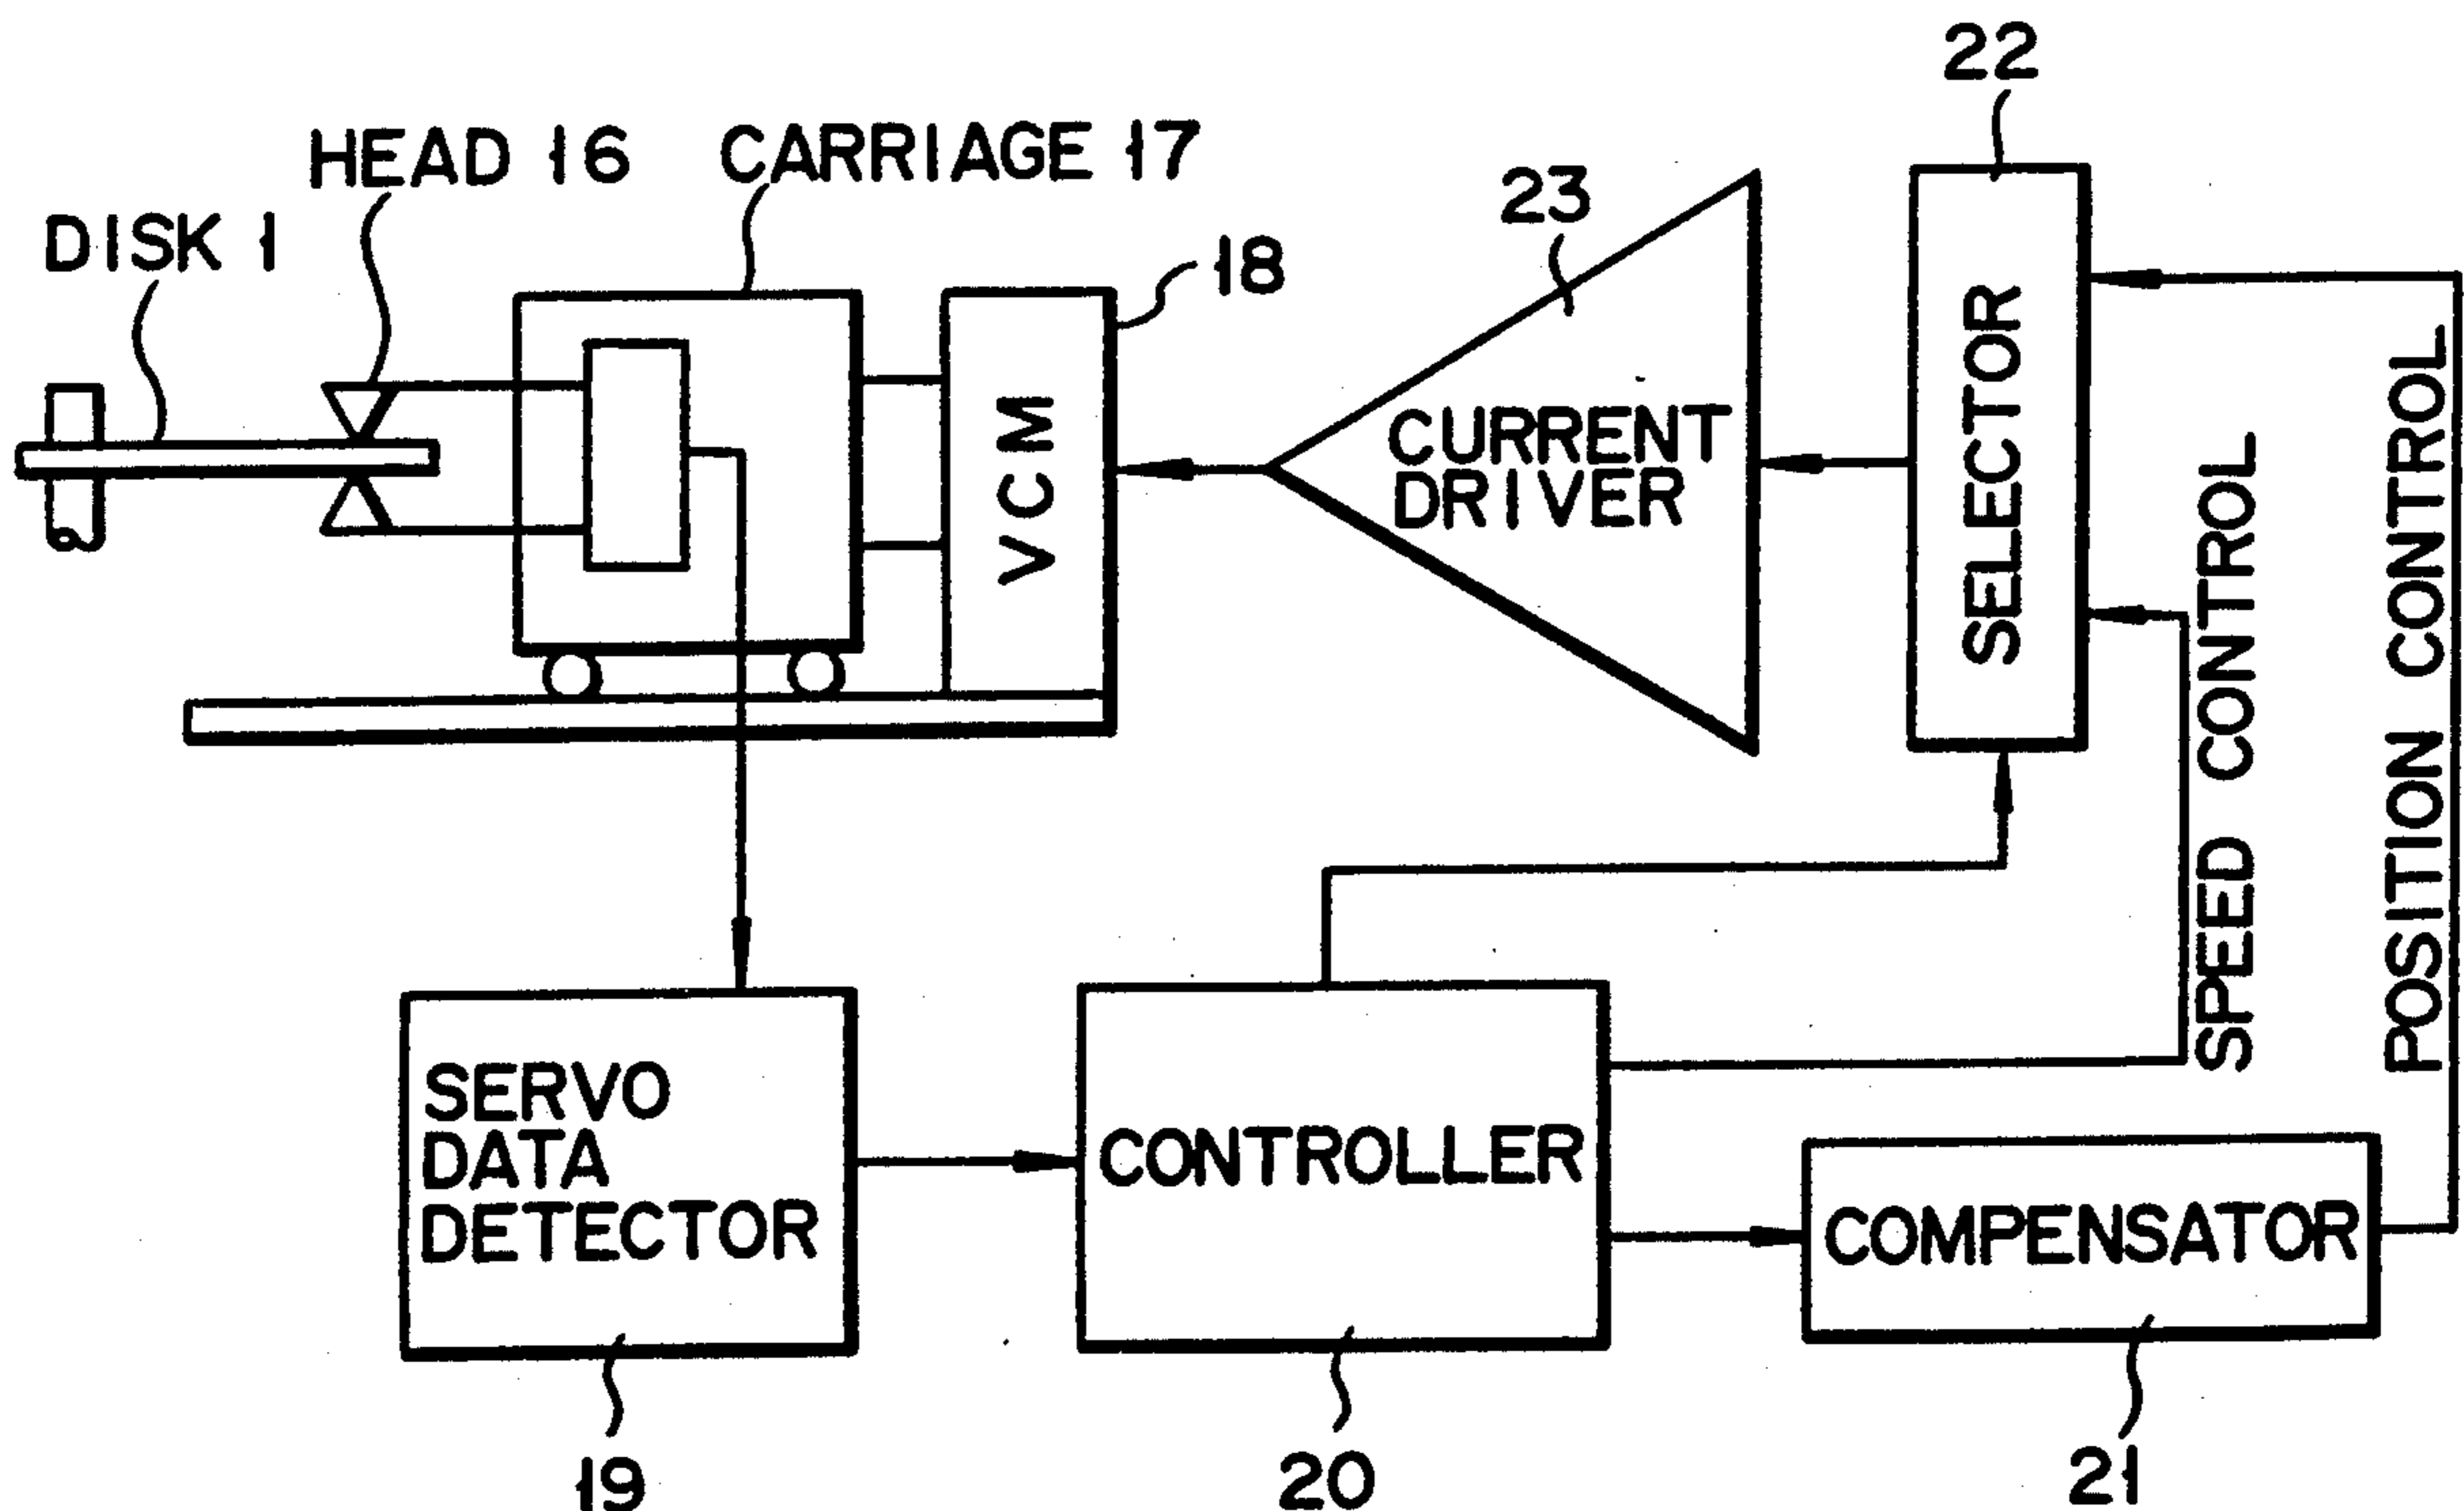 22
HEAD 16
CARRIAGE 17
23
DISK 1
18
VCM
CURRENT
DRIVER
SELECTOR
SPEED CONTROL
POSITION CONTROL
SERVO
DATA
DETECTOR
CONTROLLER
COMPENSATOR
19
20
21